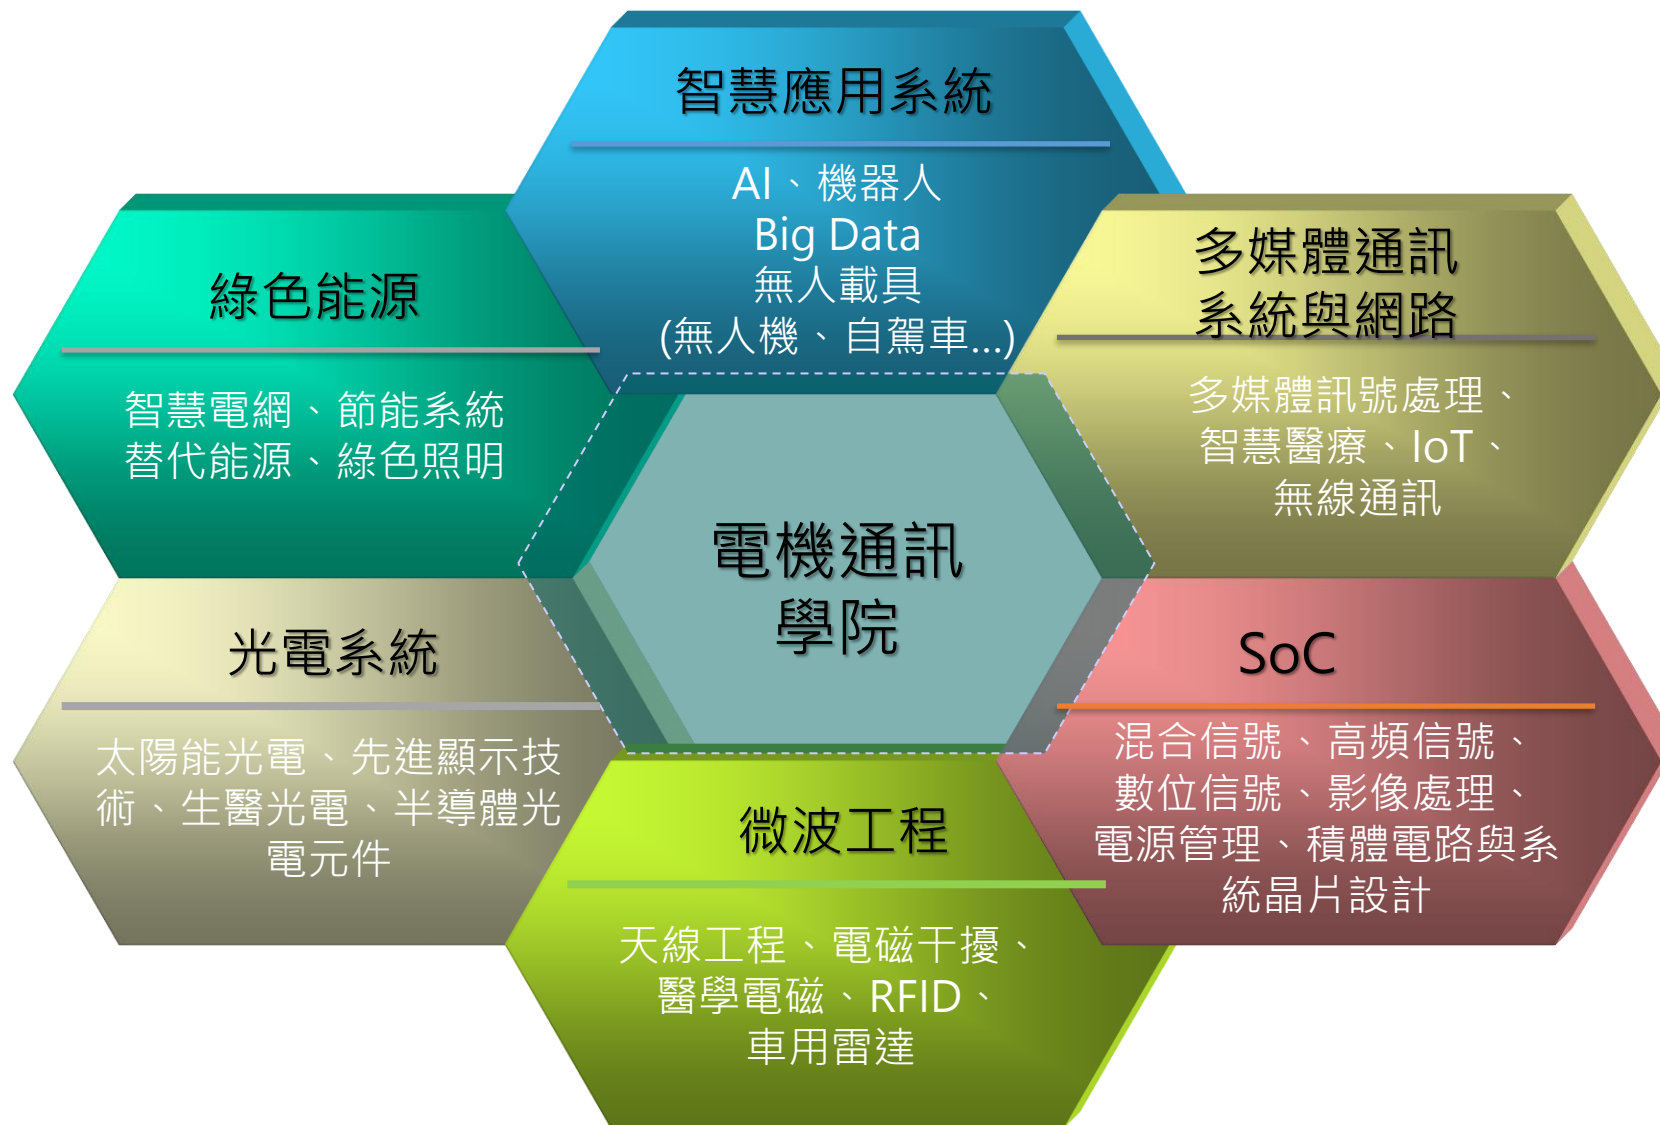 智慧應用系統
AI、機器人
Big Data
無人載具
(無人機、自駕車...)
綠色能源
智慧電網、節能系統
替代能源、綠色照明
多媒體通訊
系統與網路
多媒體訊號處理、
智慧醫療、IoT、
無線通訊
電機通訊
學院
光電系統
太陽能光電、先進顯示技
術、生醫光電、半導體光
電元件
SoC
混合信號、高頻信號、
數位信號、影像處理、
電源管理、積體電路與系
統晶片設計
微波工程
天線工程、電磁干擾、
醫學電磁、RFID、
車用雷達